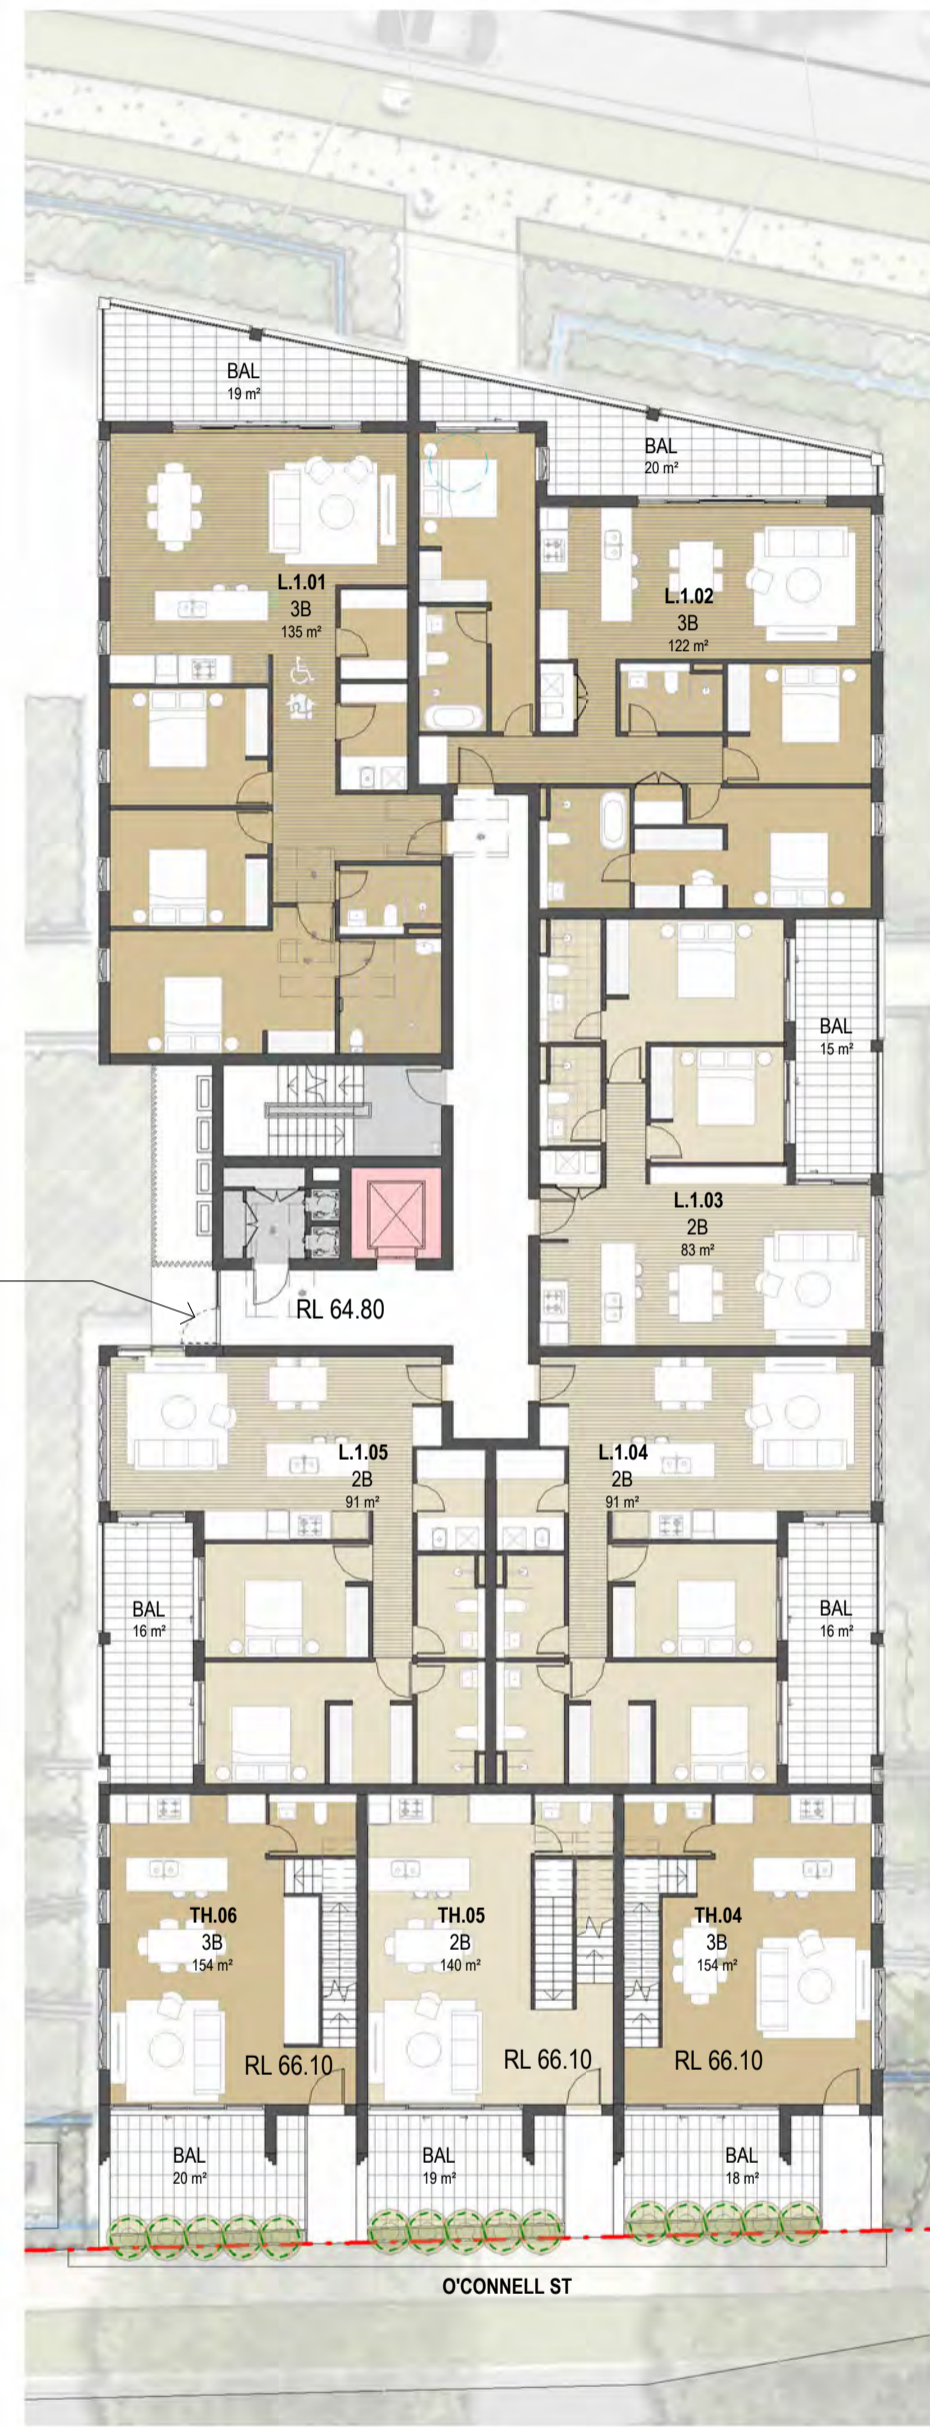 BAL
19 m²
BAL
20 m²
L.1.01
3B
135 m²
L.1.02
3B
122 m²
BAL
15 m²
L.1.03
2B
83 m²
RL 64.80
L.1.05
2B
91 m²
L.1.04
2B
91 m²
BAL
16 m²
BAL
16 m²
TH.06
3B
154 m²
TH.05
2B
140 m²
TH.04
3B
154 m²
RL 66.10
RL 66.10
RL 66.10
BAL
20 m²
BAL
19 m²
BAL
18 m²
O'CONNELL ST